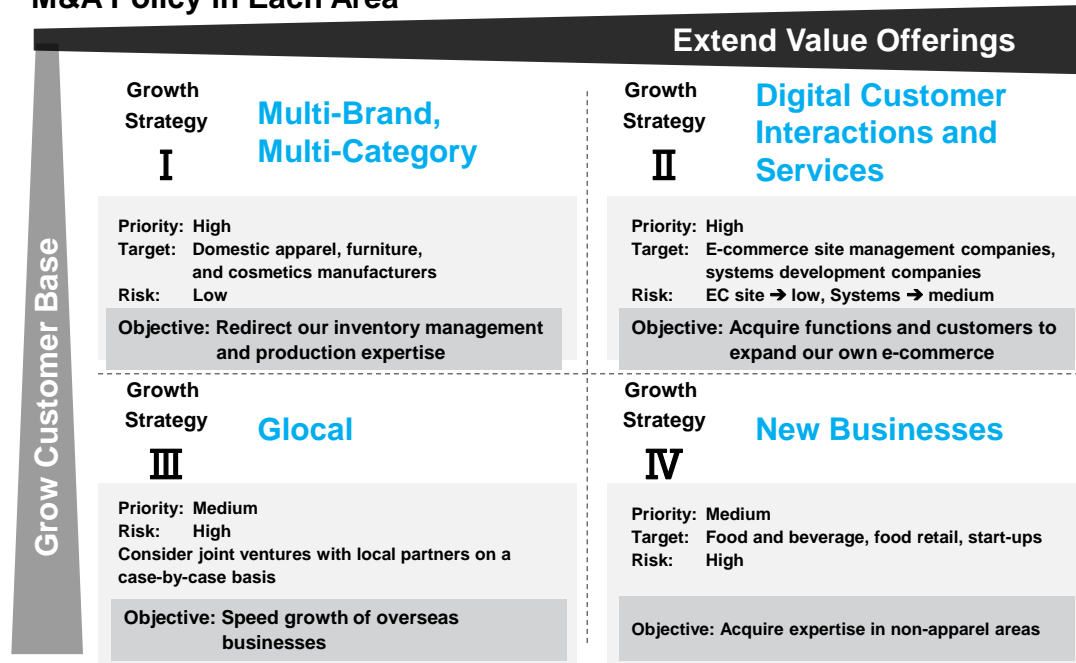 M&A Policy in Each Area
Extend Value Offerings
Grow Customer Base
Growth
Strategy
Ⅰ
Multi-Brand,
Multi-Category
Priority: High
Target: Domestic apparel, furniture,
and cosmetics manufacturers
Risk: Low
Objective: Redirect our inventory management
and production expertise
Growth
Strategy
Ⅱ
Digital Customer
Interactions and
Services
Priority: High
Target: E-commerce site management companies,
systems development companies
Risk: EC site ➔ low, Systems ➔ medium
Objective: Acquire functions and customers to
expand our own e-commerce
Growth
Strategy
Ⅲ
Glocal
Priority: Medium
Risk: High
Consider joint ventures with local partners on a
case-by-case basis
Objective: Speed growth of overseas
businesses
Growth
Strategy
Ⅳ
New Businesses
Priority: Medium
Target: Food and beverage, food retail, start-ups
Risk: High
Objective: Acquire expertise in non-apparel areas